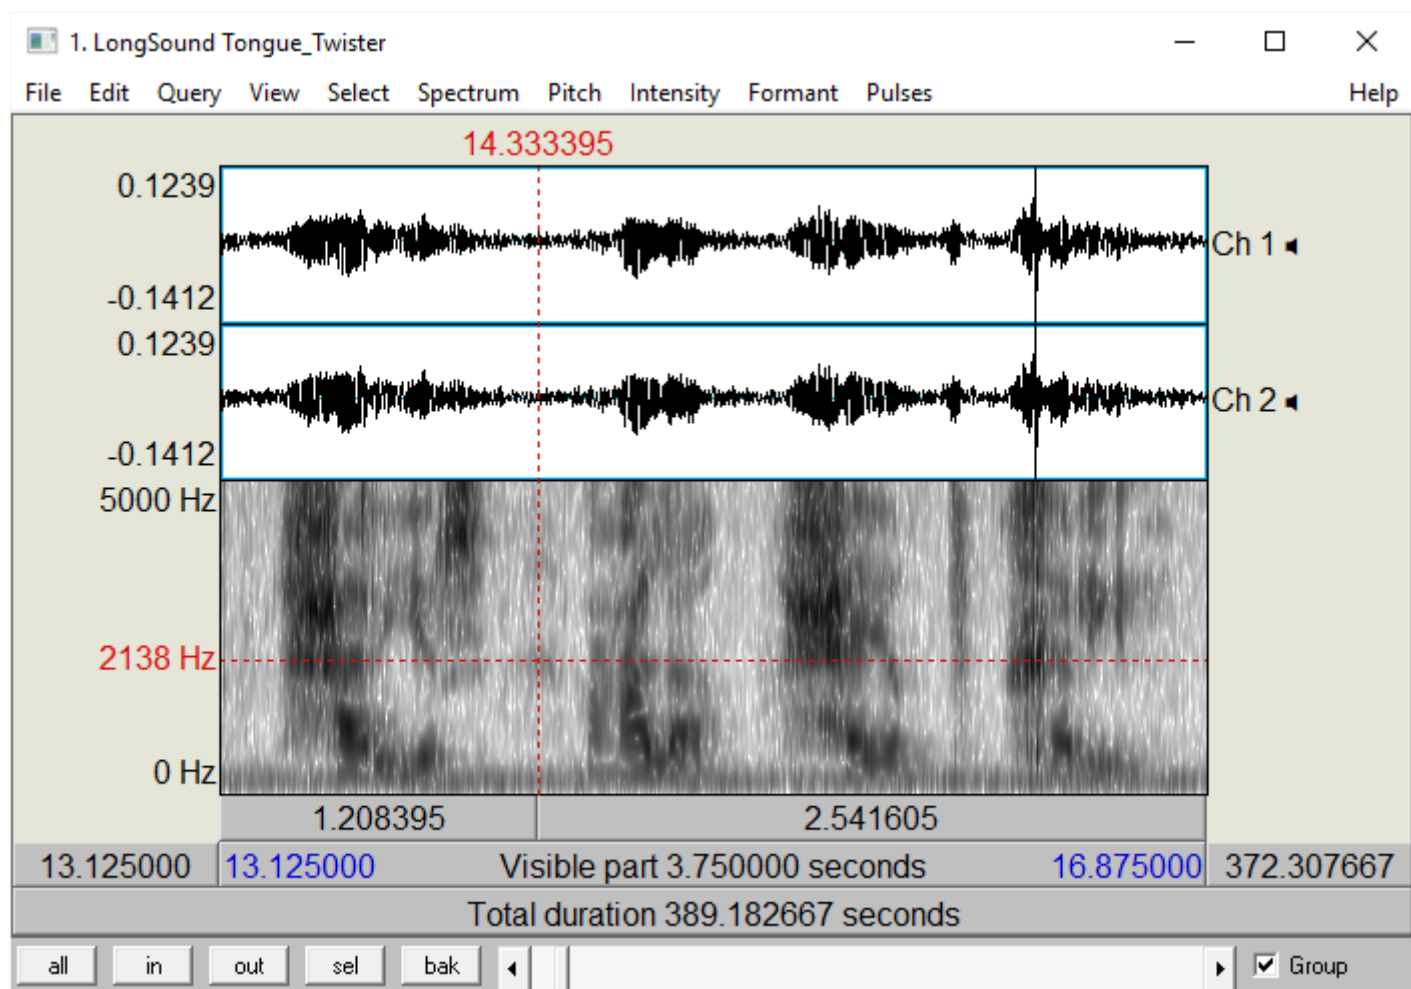 1. LongSound Tongue_Twister
File Edit Query View Select Spectrum Pitch Intensity Formant Pulses Help
14.333395
0.1239
Ch 1
-0.1412
0.1239
Ch 2
-0.1412
5000 Hz
2138 Hz
0 Hz
1.208395 2.541605
13.125000 13.125000 Visible part 3.750000 seconds 16.875000 372.307667
Total duration 389.182667 seconds
all in out sel bak Group